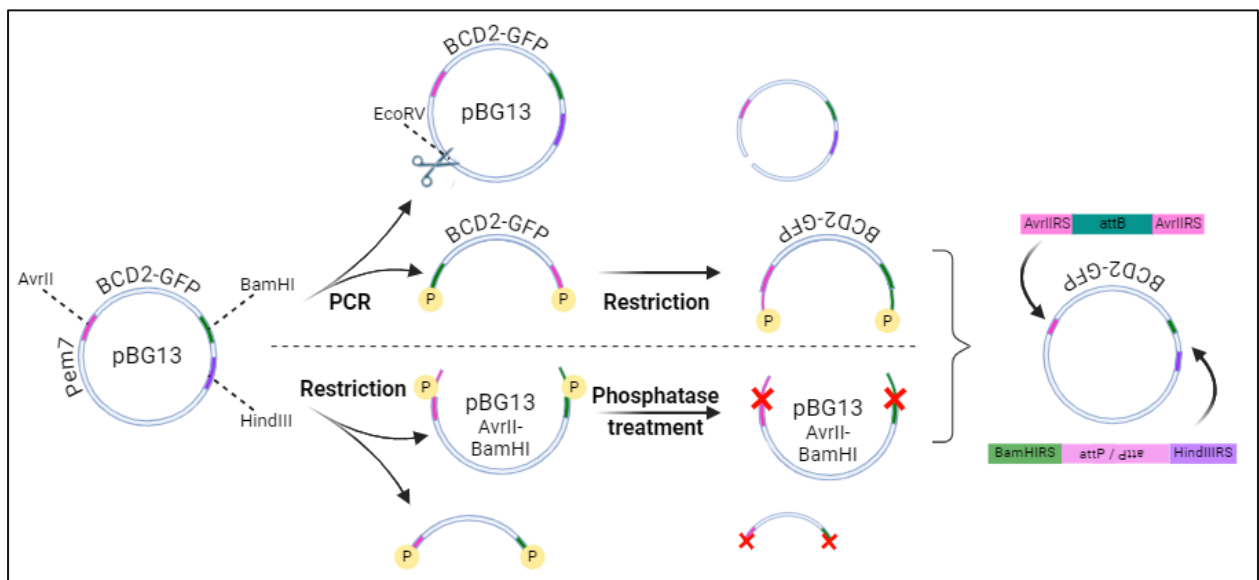 BCD2-GFP
EcoRV
pBG13
BCD2-GFP
P
P
PCR
BCD2-GFP
P
P
Restriction
AvrII
BCD2-GFP
BamHI
Pem7
pBG13
HindIII
Restriction
P
P
pBG13
AvrII-
BamHI
Phosphatase
treatment
pBG13
AvrII-
BamHI
P
P
AvrIIRS attB AvrIIRS
BCD2-GFP
BamHIRS attP / attP HindIIIRS